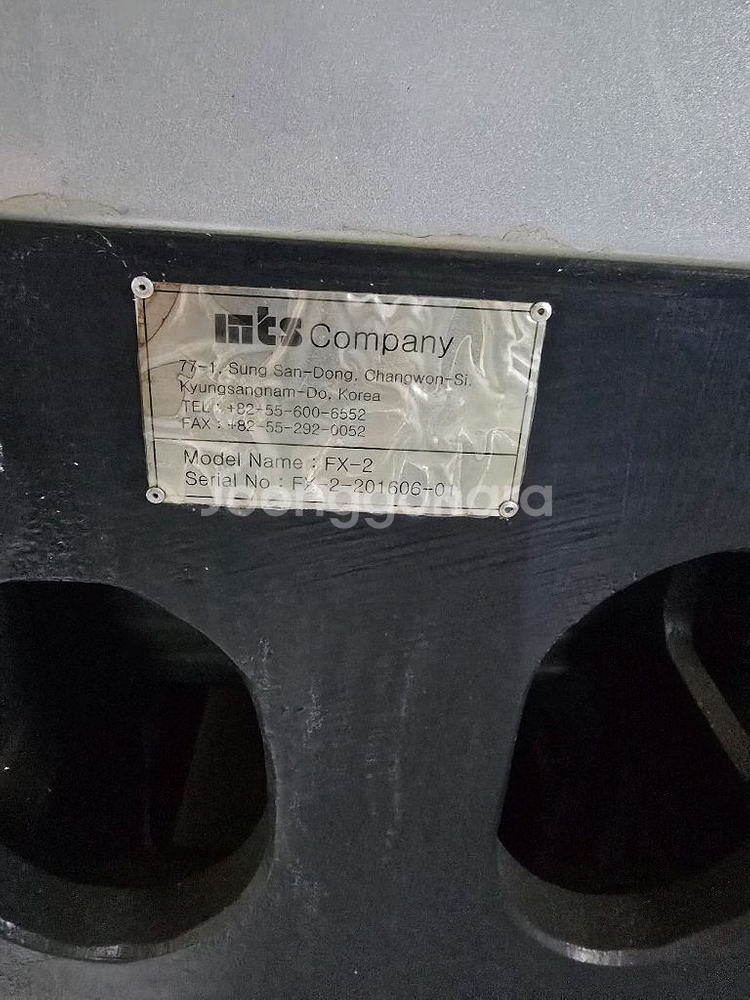 mts Company
77-1, Sung San-Dong, Changwon-Si,
Kyungsangnam-Do, Korea
TEL : +82-55-600-6552
FAX : +82-55-292-0052
Model Name : FX-2
Serial No : FX-2-201606-01
Joonggonara